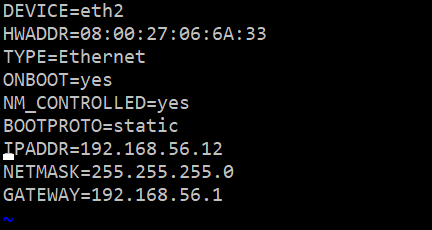 DEVICE=eth2
HWADDR=08:00:27:06:6A:33
TYPE=Ethernet
ONBOOT=yes
NM_CONTROLLED=yes
BOOTPROTO=static
IPADDR=192.168.56.12
NETMASK=255.255.255.0
GATEWAY=192.168.56.1
~